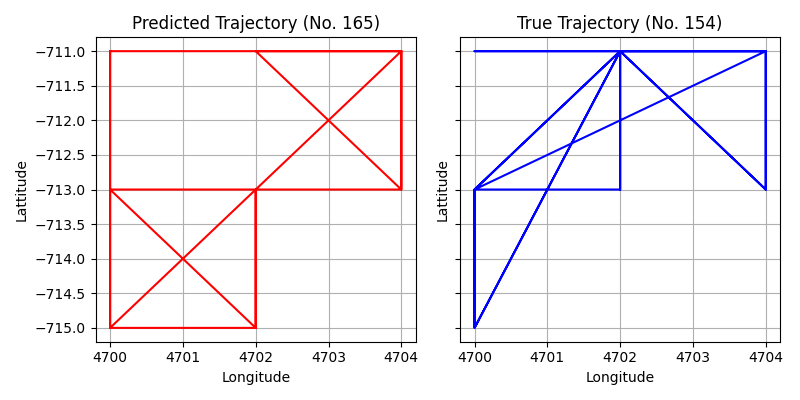 Predicted Trajectory (No. 165)
True Trajectory (No. 154)
−711.0
−711.5
−712.0
−712.5
−713.0
−713.5
−714.0
−714.5
−715.0
Lattitude
Lattitude
4700 4701 4702 4703 4704
4700 4701 4702 4703 4704
Longitude
Longitude